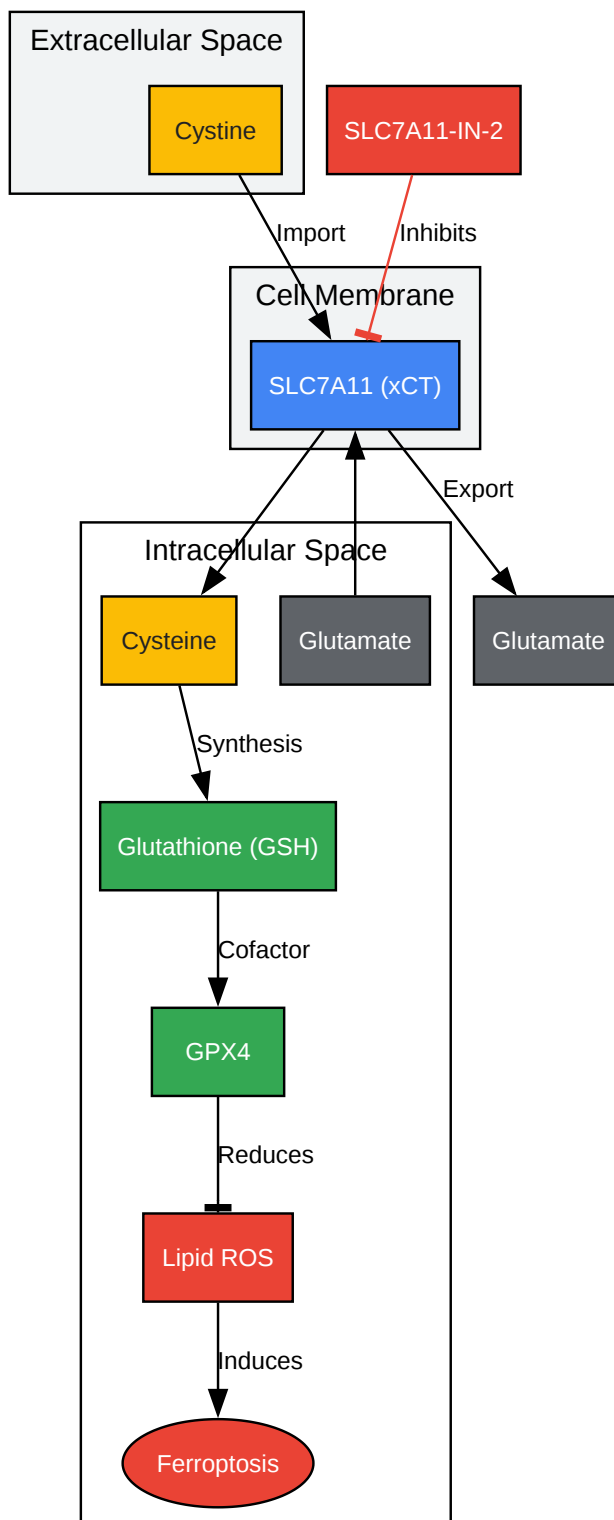 Extracellular Space
Cystine
SLC7A11-IN-2
Import
Inhibits
Cell Membrane
SLC7A11 (xCT)
Export
Intracellular Space
Cysteine
Glutamate
Glutamate
Synthesis
Glutathione (GSH)
Cofactor
GPX4
Reduces
Lipid ROS
Induces
Ferroptosis